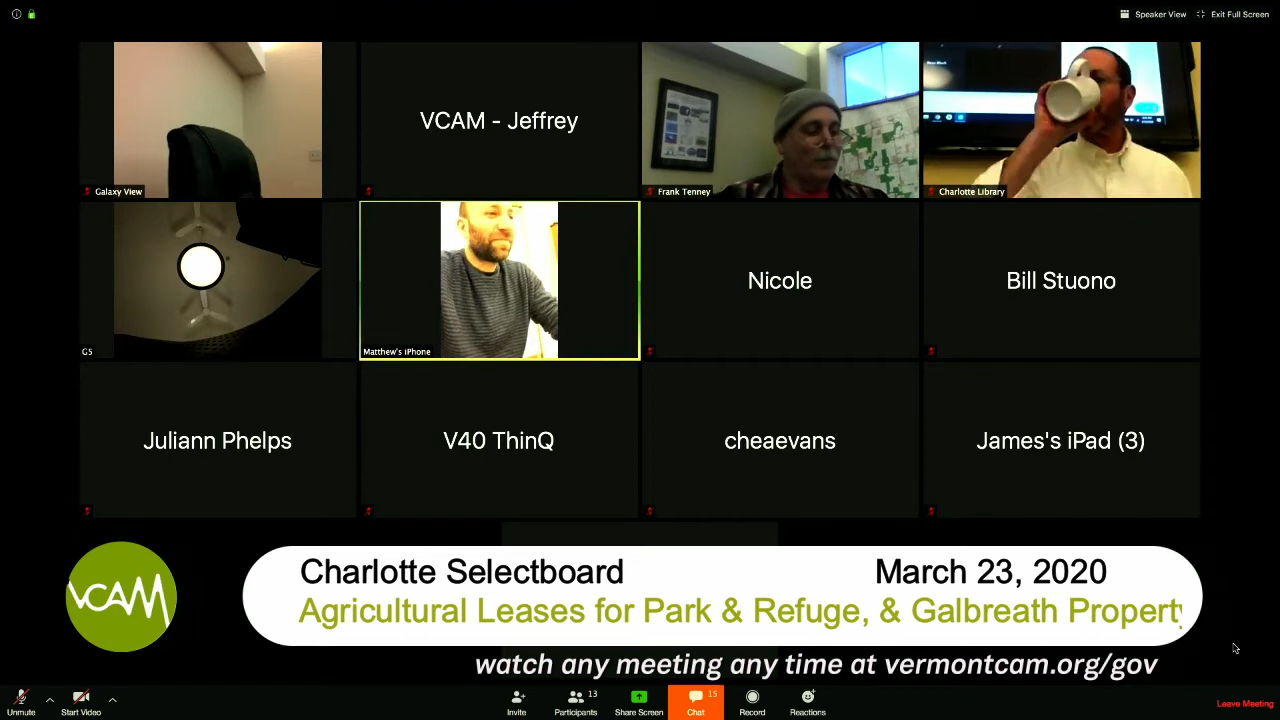 Speaker View
Exit Full Screen
Galaxy View
VCAM - Jeffrey
Frank Tenney
Charlotte Library
G5
Matthew's iPhone
Nicole
Bill Stuono
Juliann Phelps
V40 ThinQ
cheaevans
James's iPad (3)
VCAM
Charlotte Selectboard
March 23, 2020
Agricultural Leases for Park & Refuge, & Galbreath Property
watch any meeting any time at vermontcam.org/gov
Unmute
Start Video
Invite
Participants
13
Share Screen
Chat
15
Record
Reactions
Leave Meeting